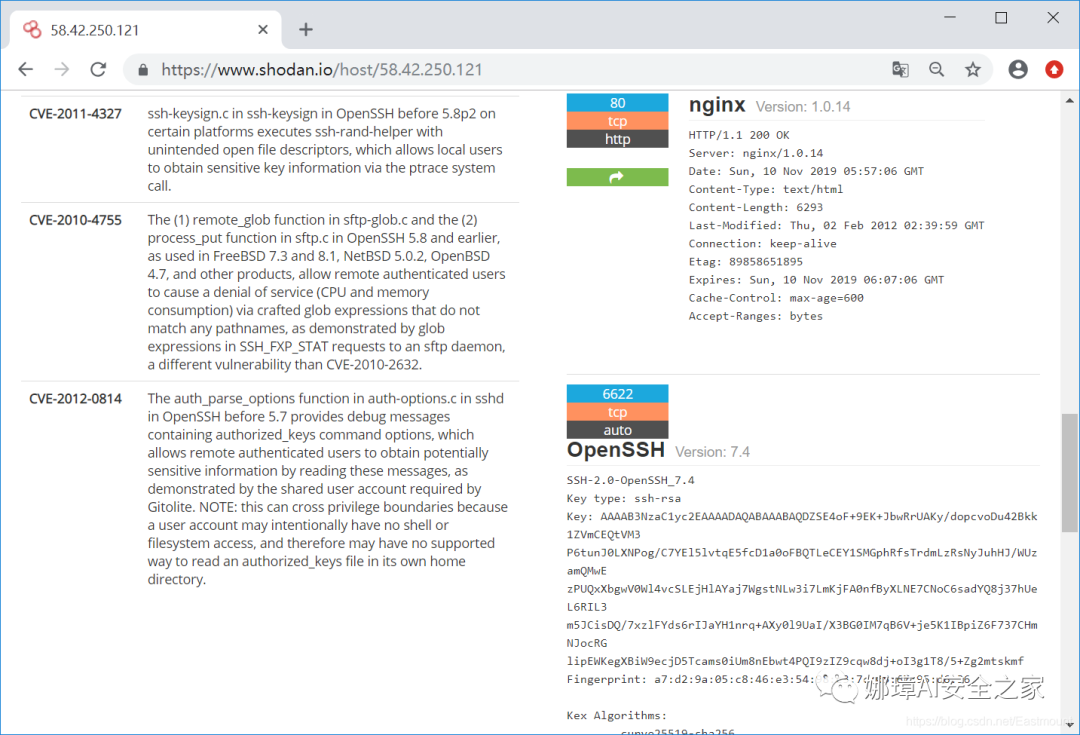 58.42.250.121
https://www.shodan.io/host/58.42.250.121
CVE-2011-4327
ssh-keysign.c in ssh-keysign in OpenSSH before 5.8p2 on
certain platforms executes ssh-rand-helper with
unintended open file descriptors, which allows local users
to obtain sensitive key information via the ptrace system
call.
CVE-2010-4755
The (1) remote_glob function in sftp-glob.c and the (2)
process_put function in sftp.c in OpenSSH 5.8 and earlier,
as used in FreeBSD 7.3 and 8.1, NetBSD 5.0.2, OpenBSD
4.7, and other products, allow remote authenticated users
to cause a denial of service (CPU and memory
consumption) via crafted glob expressions that do not
match any pathnames, as demonstrated by glob
expressions in SSH_FXP_STAT requests to an sftp daemon,
a different vulnerability than CVE-2010-2632.
CVE-2012-0814
The auth_parse_options function in auth-options.c in sshd
in OpenSSH before 5.7 provides debug messages
containing authorized_keys command options, which
allows remote authenticated users to obtain potentially
sensitive information by reading these messages, as
demonstrated by the shared user account required by
Gitolite. NOTE: this can cross privilege boundaries because
a user account may intentionally have no shell or
filesystem access, and therefore may have no supported
way to read an authorized_keys file in its own home
directory.
80
tcp
http
nginx Version: 1.0.14
HTTP/1.1 200 OK
Server: nginx/1.0.14
Date: Sun, 10 Nov 2019 05:57:06 GMT
Content-Type: text/html
Content-Length: 6293
Last-Modified: Thu, 02 Feb 2012 02:39:59 GMT
Connection: keep-alive
Etag: 89858651895
Expires: Sun, 10 Nov 2019 06:07:06 GMT
Cache-Control: max-age=600
Accept-Ranges: bytes
6622
tcp
auto
OpenSSH Version: 7.4
SSH-2.0-OpenSSH_7.4
Key type: ssh-rsa
Key: AAAAB3NzaC1yc2EAAAADAQABAAABAQDZSE4oF+9EK+JbwRrUAKy/dopcvoDu42Bkk
1ZVmCEQtVM3
P6tunJ0LXNPog/C7YEl5lvtqE5fcD1a0oFBQTLeCEY1SMGphRfsTrdmLzRsNyJuhHJ/WUz
amQMwE
zPUQxXbgwV0Wl4vcSLEjHlAYaj7WgstNLw3i7LmKjFA0nfByXLNE7CNoC6sadYQ8j37hUe
L6RIL3
m5JCisDQ/7xzlFYds6rIJaYH1nrq+AXy0l9UaI/X3BG0IM7qB6V+je5K1IBpiZ6F737CHm
NJocRG
lipEWKegXBiW9ecjD5Tcams0iUm8nEbwt4PQI9zIZ9cqw8dj+oI3g1T8/5+Zg2mtskmf
Fingerprint: a7:d2:9a:05:c8:46:e3:54:
娜璋AI安全之家
Kex Algorithms:
https://blog.csdn.net/Eastmount
curve25519-sha256